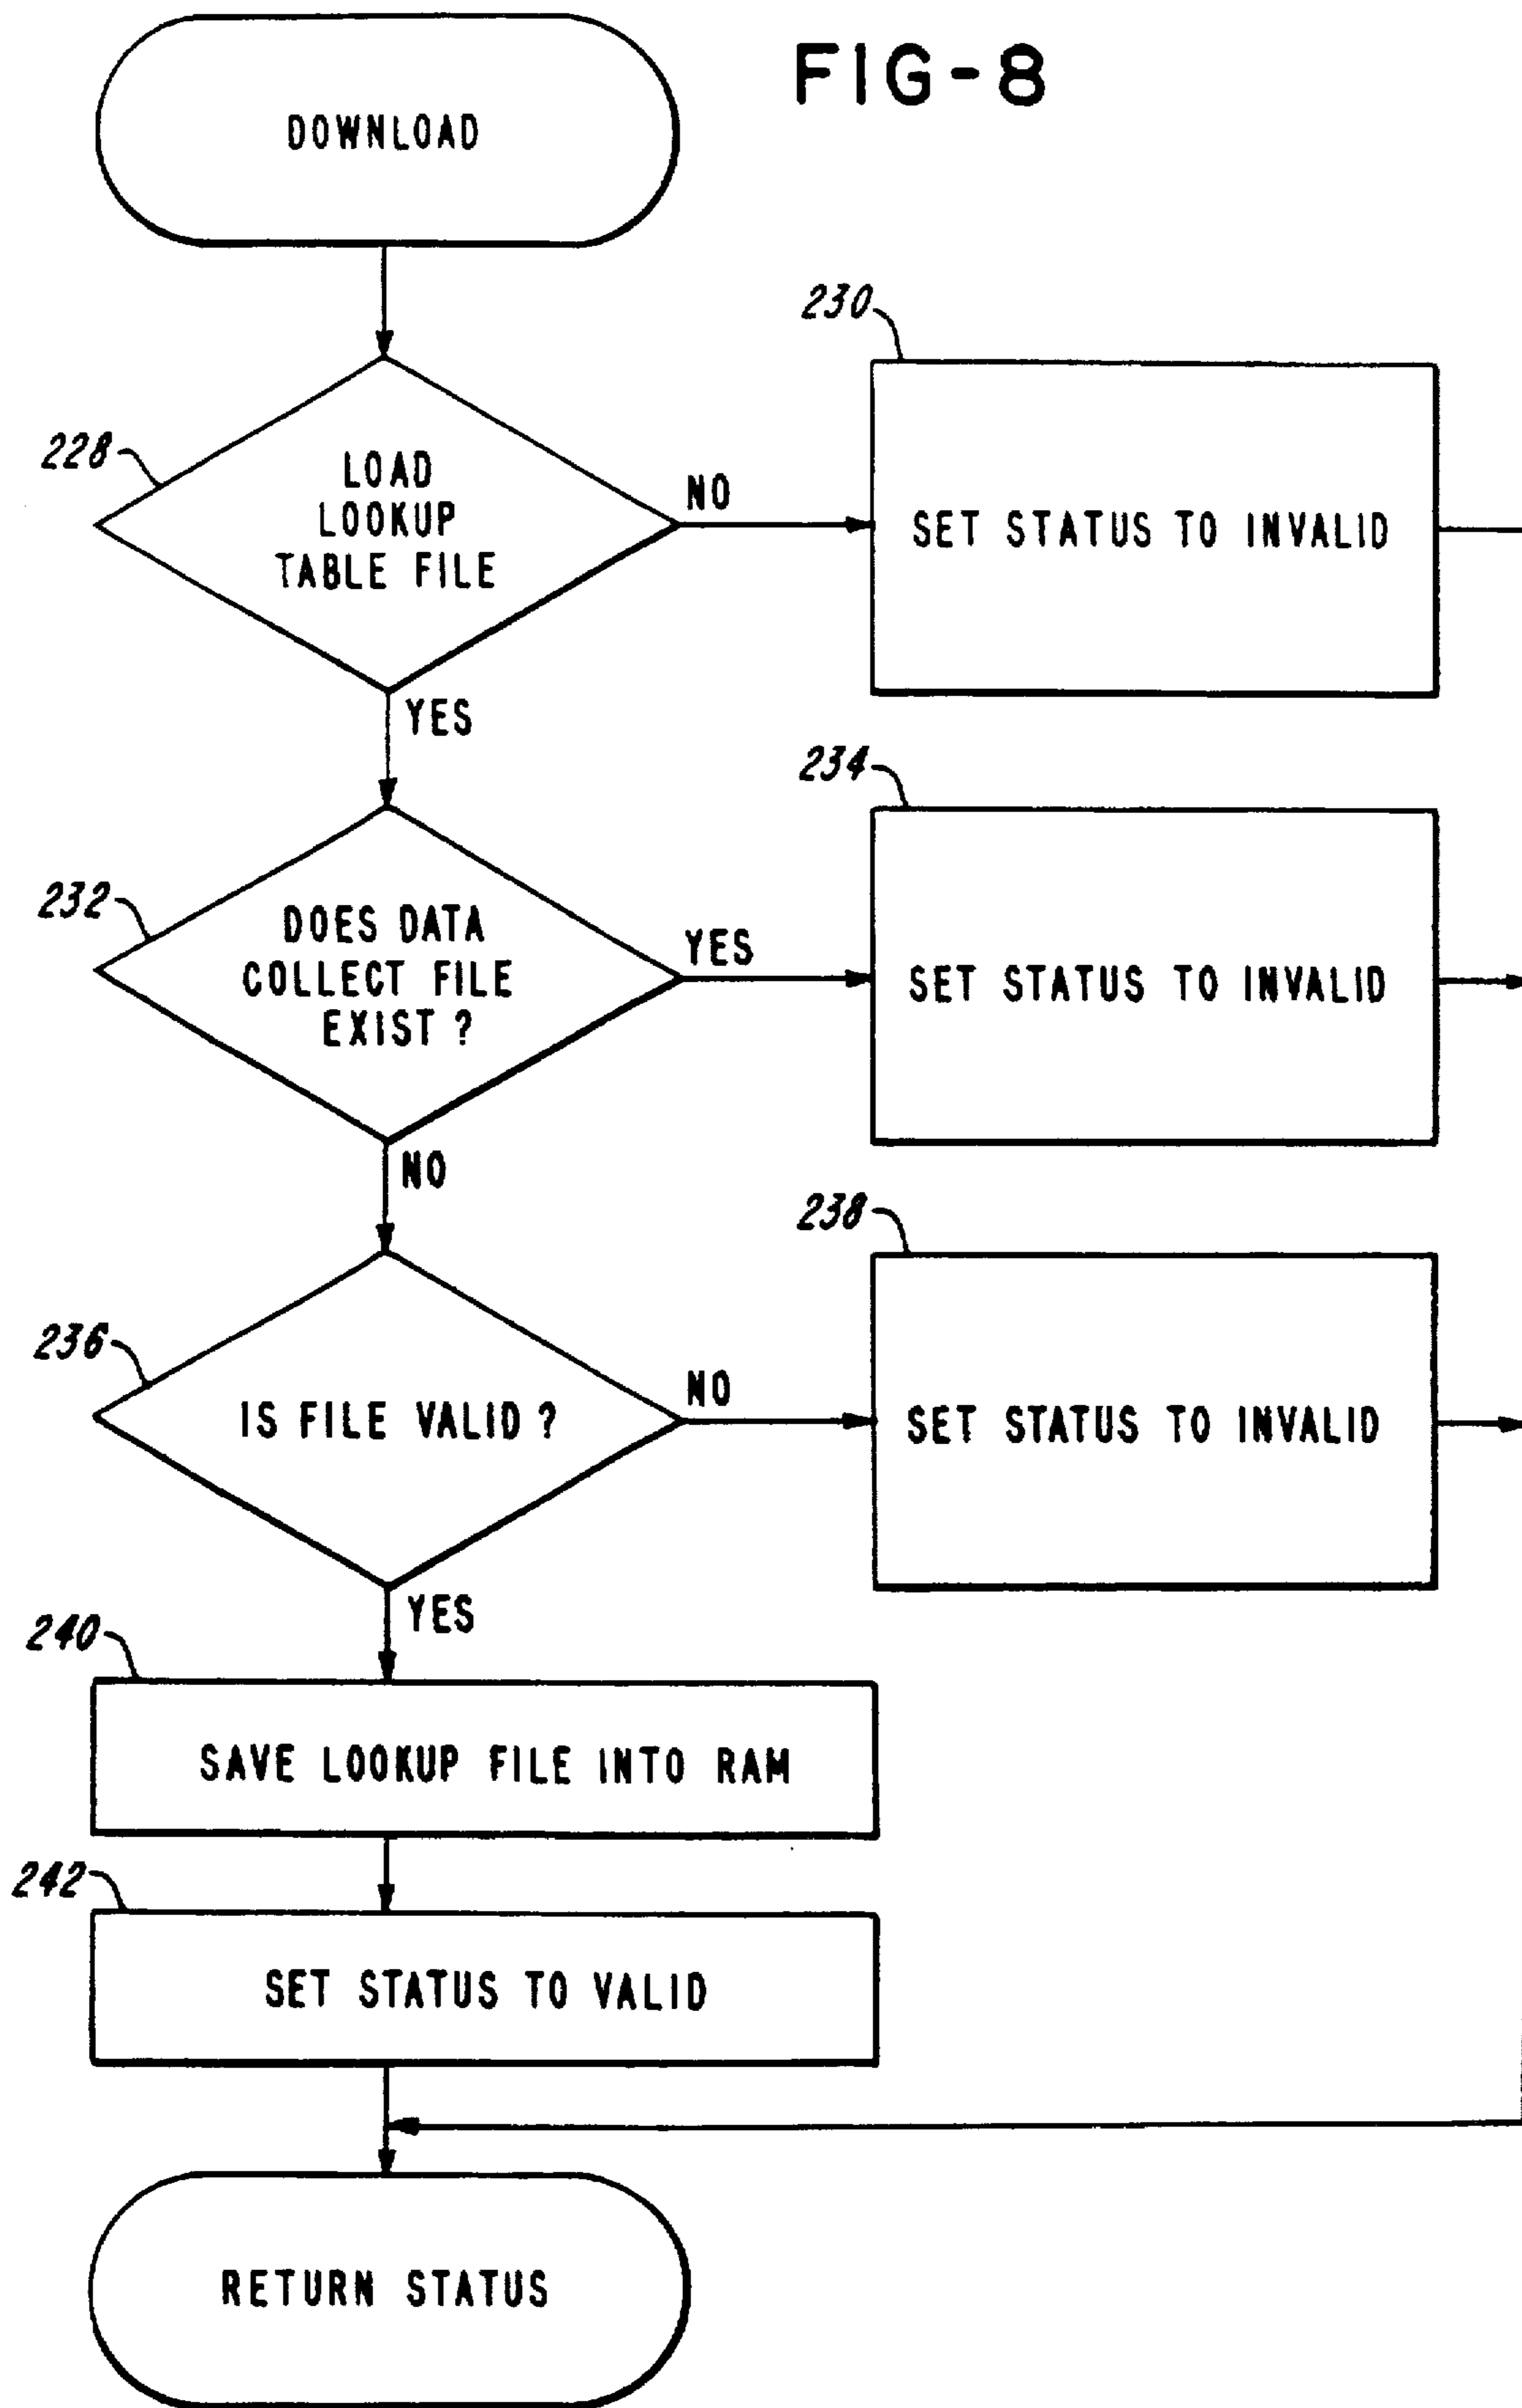 FIG-8
DOWNLOAD
230
228
LOAD
LOOKUP
TABLE FILE
NO
SET STATUS TO INVALID
YES
234
232
DOES DATA
COLLECT FILE
EXIST ?
YES
SET STATUS TO INVALID
NO
238
236
IS FILE VALID ?
NO
SET STATUS TO INVALID
YES
240
SAVE LOOKUP FILE INTO RAM
242
SET STATUS TO VALID
RETURN STATUS